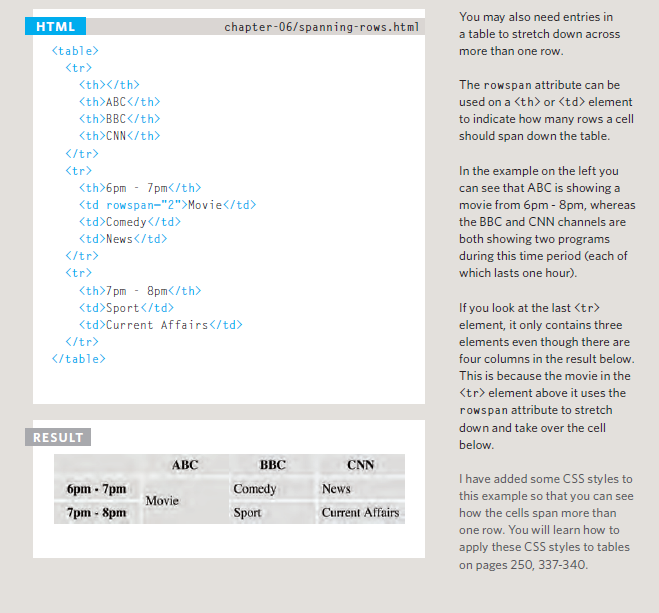 HTML
chapter-06/spanning-rows.html
<table>
<tr>
<th></th>
<th>ABC</th>
<th>BBC</th>
<th>CNN</th>
</tr>
<tr>
<th>6pm - 7pm</th>
<td rowspan="2">Movie</td>
<td>Comedy</td>
<td>News</td>
</tr>
<tr>
<th>7pm - 8pm</th>
<td>Sport</td>
<td>Current Affairs</td>
</tr>
</table>
RESULT
ABC BBC CNN
6pm - 7pm Movie Comedy News
7pm - 8pm Sport Current Affairs
You may also need entries in
a table to stretch down across
more than one row.
The rowspan attribute can be
used on a <th> or <td> element
to indicate how many rows a cell
should span down the table.
In the example on the left you
can see that ABC is showing a
movie from 6pm - 8pm, whereas
the BBC and CNN channels are
both showing two programs
during this time period (each of
which lasts one hour).
If you look at the last <tr>
element, it only contains three
elements even though there are
four columns in the result below.
This is because the movie in the
<tr> element above it uses the
rowspan attribute to stretch
down and take over the cell
below.
I have added some CSS styles to
this example so that you can see
how the cells span more than
one row. You will learn how to
apply these CSS styles to tables
on pages 250, 337-340.